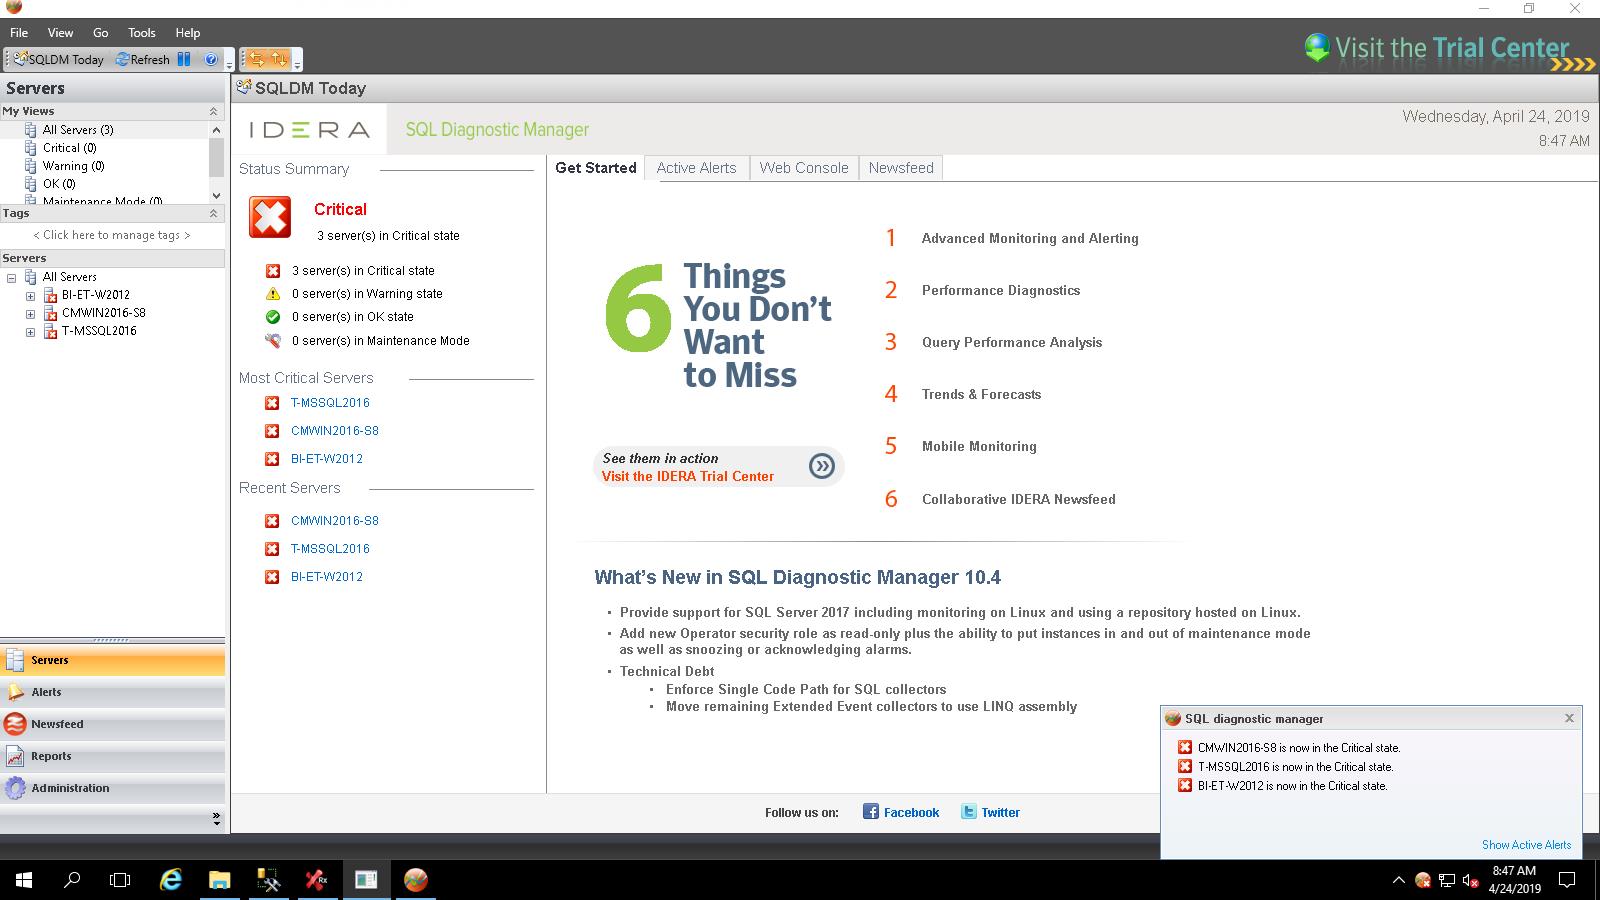 File View Go Tools Help
SQLDM Today Refresh
Visit the Trial Center
Servers
My Views
All Servers (3)
Critical (0)
Warning (0)
OK (0)
Maintenance Mode (0)
Tags
< Click here to manage tags >
Servers
All Servers
BI-ET-W2012
CMWIN2016-S8
T-MSSQL2016
Servers
Alerts
Newsfeed
Reports
Administration
SQLDM Today
IDERA SQL Diagnostic Manager
Wednesday, April 24, 2019
8:47 AM
Status Summary
Critical
3 server(s) in Critical state
3 server(s) in Critical state
0 server(s) in Warning state
0 server(s) in OK state
0 server(s) in Maintenance Mode
Most Critical Servers
T-MSSQL2016
CMWIN2016-S8
BI-ET-W2012
Recent Servers
CMWIN2016-S8
T-MSSQL2016
BI-ET-W2012
Get Started Active Alerts Web Console Newsfeed
6 Things
You Don't
Want
to Miss
See them in action
Visit the IDERA Trial Center
1 Advanced Monitoring and Alerting
2 Performance Diagnostics
3 Query Performance Analysis
4 Trends & Forecasts
5 Mobile Monitoring
6 Collaborative IDERA Newsfeed
What's New in SQL Diagnostic Manager 10.4
• Provide support for SQL Server 2017 including monitoring on Linux and using a repository hosted on Linux.
• Add new Operator security role as read-only plus the ability to put instances in and out of maintenance mode
as well as snoozing or acknowledging alarms.
• Technical Debt
• Enforce Single Code Path for SQL collectors
• Move remaining Extended Event collectors to use LINQ assembly
Follow us on: Facebook Twitter
SQL diagnostic manager
CMWIN2016-S8 is now in the Critical state.
T-MSSQL2016 is now in the Critical state.
BI-ET-W2012 is now in the Critical state.
Show Active Alerts
8:47 AM
4/24/2019